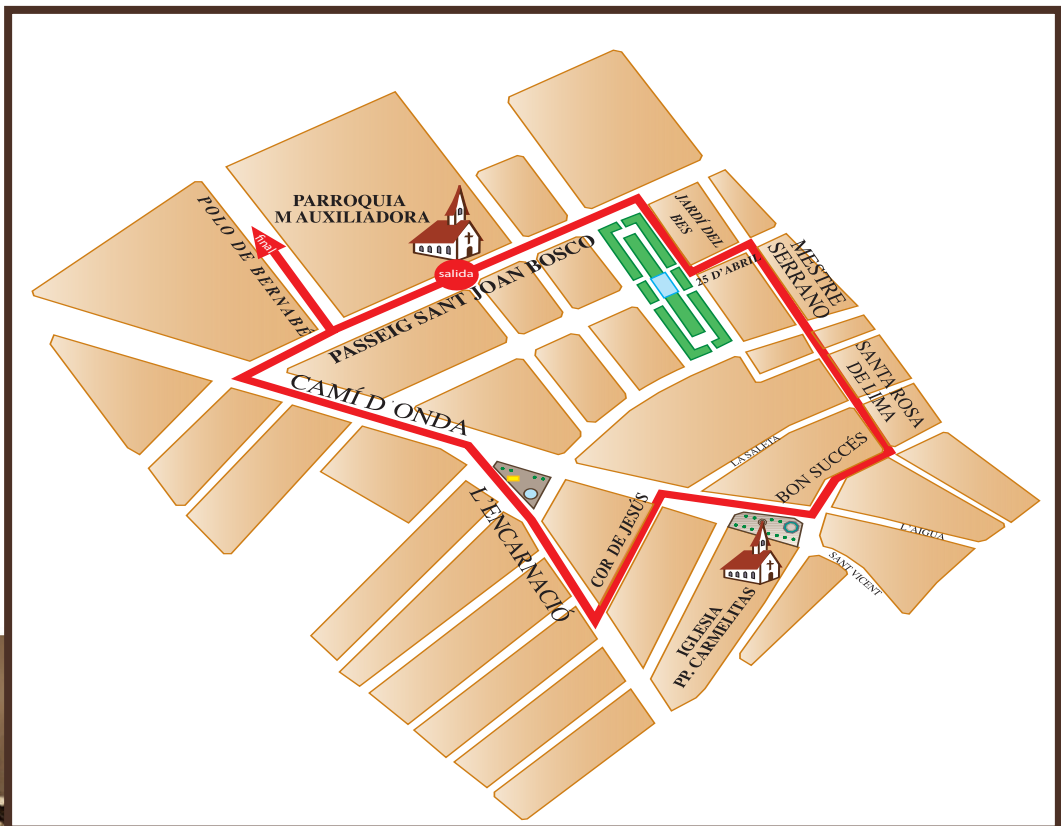 PARROQUIA
M AUXILIADORA
POLO DE BERNABÉ
final
salida
PASSEIG SANT JOAN BOSCO
JARDÍ DEL
BES
25 D'ABRIL
MESTRE
SERRANO
SANTA ROSA
DE LIMA
CAMÍ D´ONDA
LA SALETA
BON SUCCÉS
L'ENCARNACIÓ
COR DE JESÚS
L'AIGUA
SANT VICENT
IGLESIA
PP. CARMELITAS